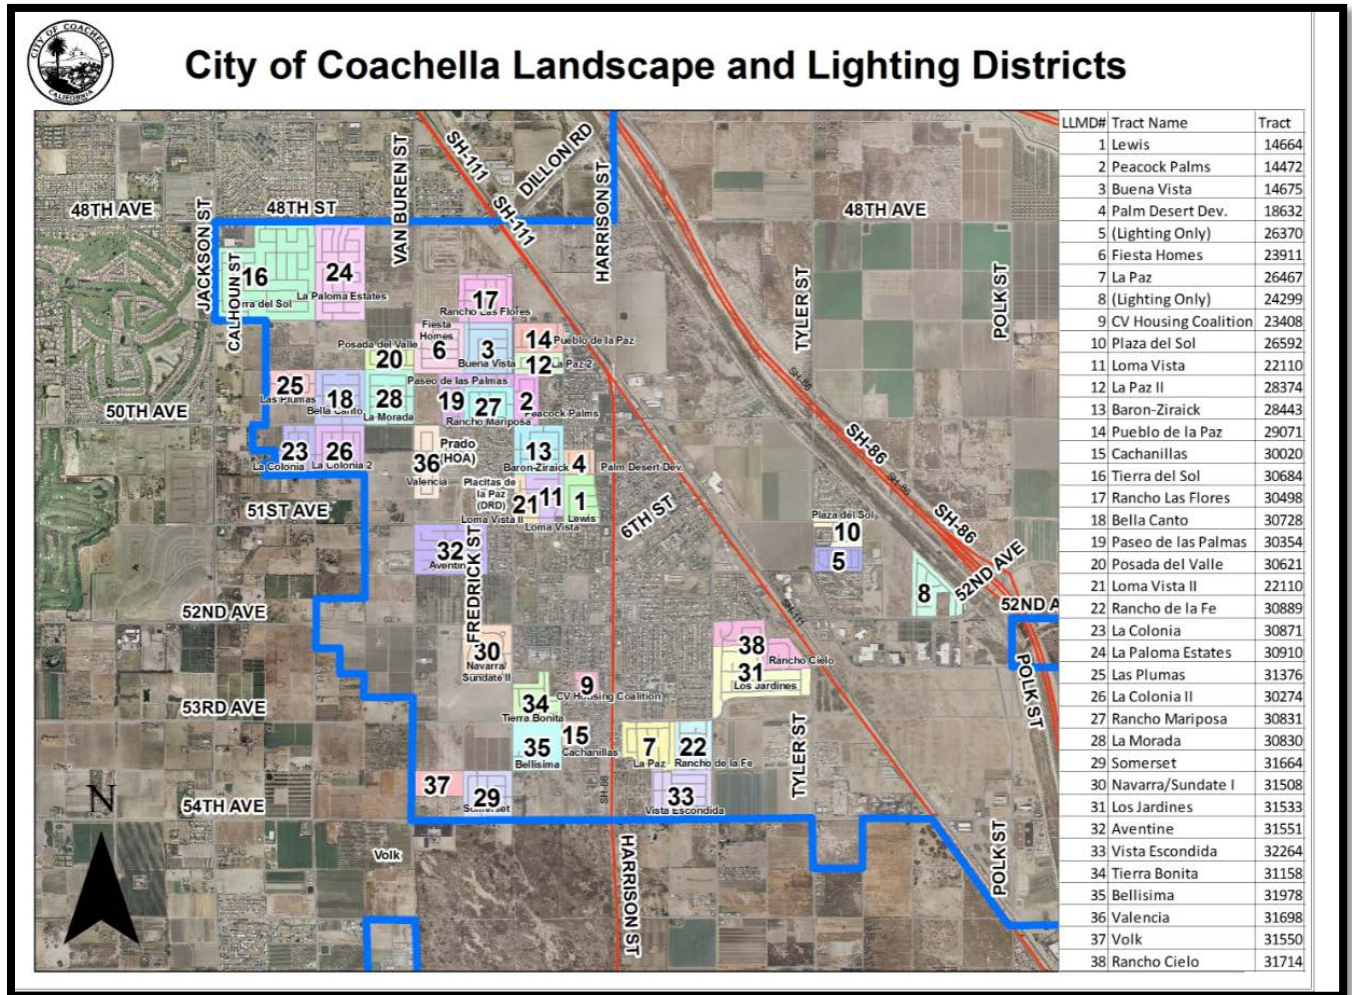 CITY OF COACHELLA
CALIFORNIA
City of Coachella Landscape and Lighting Districts
48TH AVE
JACKSON ST
48TH ST
CALHOUN ST
VAN BUREN ST
SH-111
SH-111
DILLON RD
HARRISON ST
48TH AVE
TYLER ST
POLK ST
16
rra del Sol
24
La Paloma Estates
17
Rancho Las Flores
Fiesta
Homes
6
3
Buena Vista
14
Pueblo de la Paz
12
La Paz 2
Posada del Valle
20
Paseo de las Palmas
25
Las Plumas
18
Bella Canto
28
La Morada
19
27
Rancho Mariposa
2
Peacock Palms
50TH AVE
23
La Colonia
26
La Colonia 2
36
Valencia
Prado
(HOA)
13
Baron-Ziraick
4
Palm Desert Dev.
Placitas de
la Paz
(DRD)
21
11
1
Lewis
Loma Vista II
Loma Vista
51ST AVE
6TH ST
SH-86
SH-86
SH-86
SH-86
Plaza del Sol
10
5
8
52ND AVE
52ND A
32
Aventin
FREDRICK ST
52ND AVE
SH-111
30
Navarra/
Sundate II
38
Rancho Cielo
31
Los Jardines
POLK ST
9
CV Housing Coalition
34
Tierra Bonita
53RD AVE
15
Cachanillas
35
Bellisima
7
La Paz
22
Rancho de la Fe
TYLER ST
37
29
Somerset
SH-86
33
Vista Escondida
N
54TH AVE
Volk
HARRISON ST
POLK ST
LLMD# Tract Name Tract
1 Lewis 14664
2 Peacock Palms 14472
3 Buena Vista 14675
4 Palm Desert Dev. 18632
5 (Lighting Only) 26370
6 Fiesta Homes 23911
7 La Paz 26467
8 (Lighting Only) 24299
9 CV Housing Coalition 23408
10 Plaza del Sol 26592
11 Loma Vista 22110
12 La Paz II 28374
13 Baron-Ziraick 28443
14 Pueblo de la Paz 29071
15 Cachanillas 30020
16 Tierra del Sol 30684
17 Rancho Las Flores 30498
18 Bella Canto 30728
19 Paseo de las Palmas 30354
20 Posada del Valle 30621
21 Loma Vista II 22110
22 Rancho de la Fe 30889
23 La Colonia 30871
24 La Paloma Estates 30910
25 Las Plumas 31376
26 La Colonia II 30274
27 Rancho Mariposa 30831
28 La Morada 30830
29 Somerset 31664
30 Navarra/Sundate I 31508
31 Los Jardines 31533
32 Aventine 31551
33 Vista Escondida 32264
34 Tierra Bonita 31158
35 Bellisima 31978
36 Valencia 31698
37 Volk 31550
38 Rancho Cielo 31714